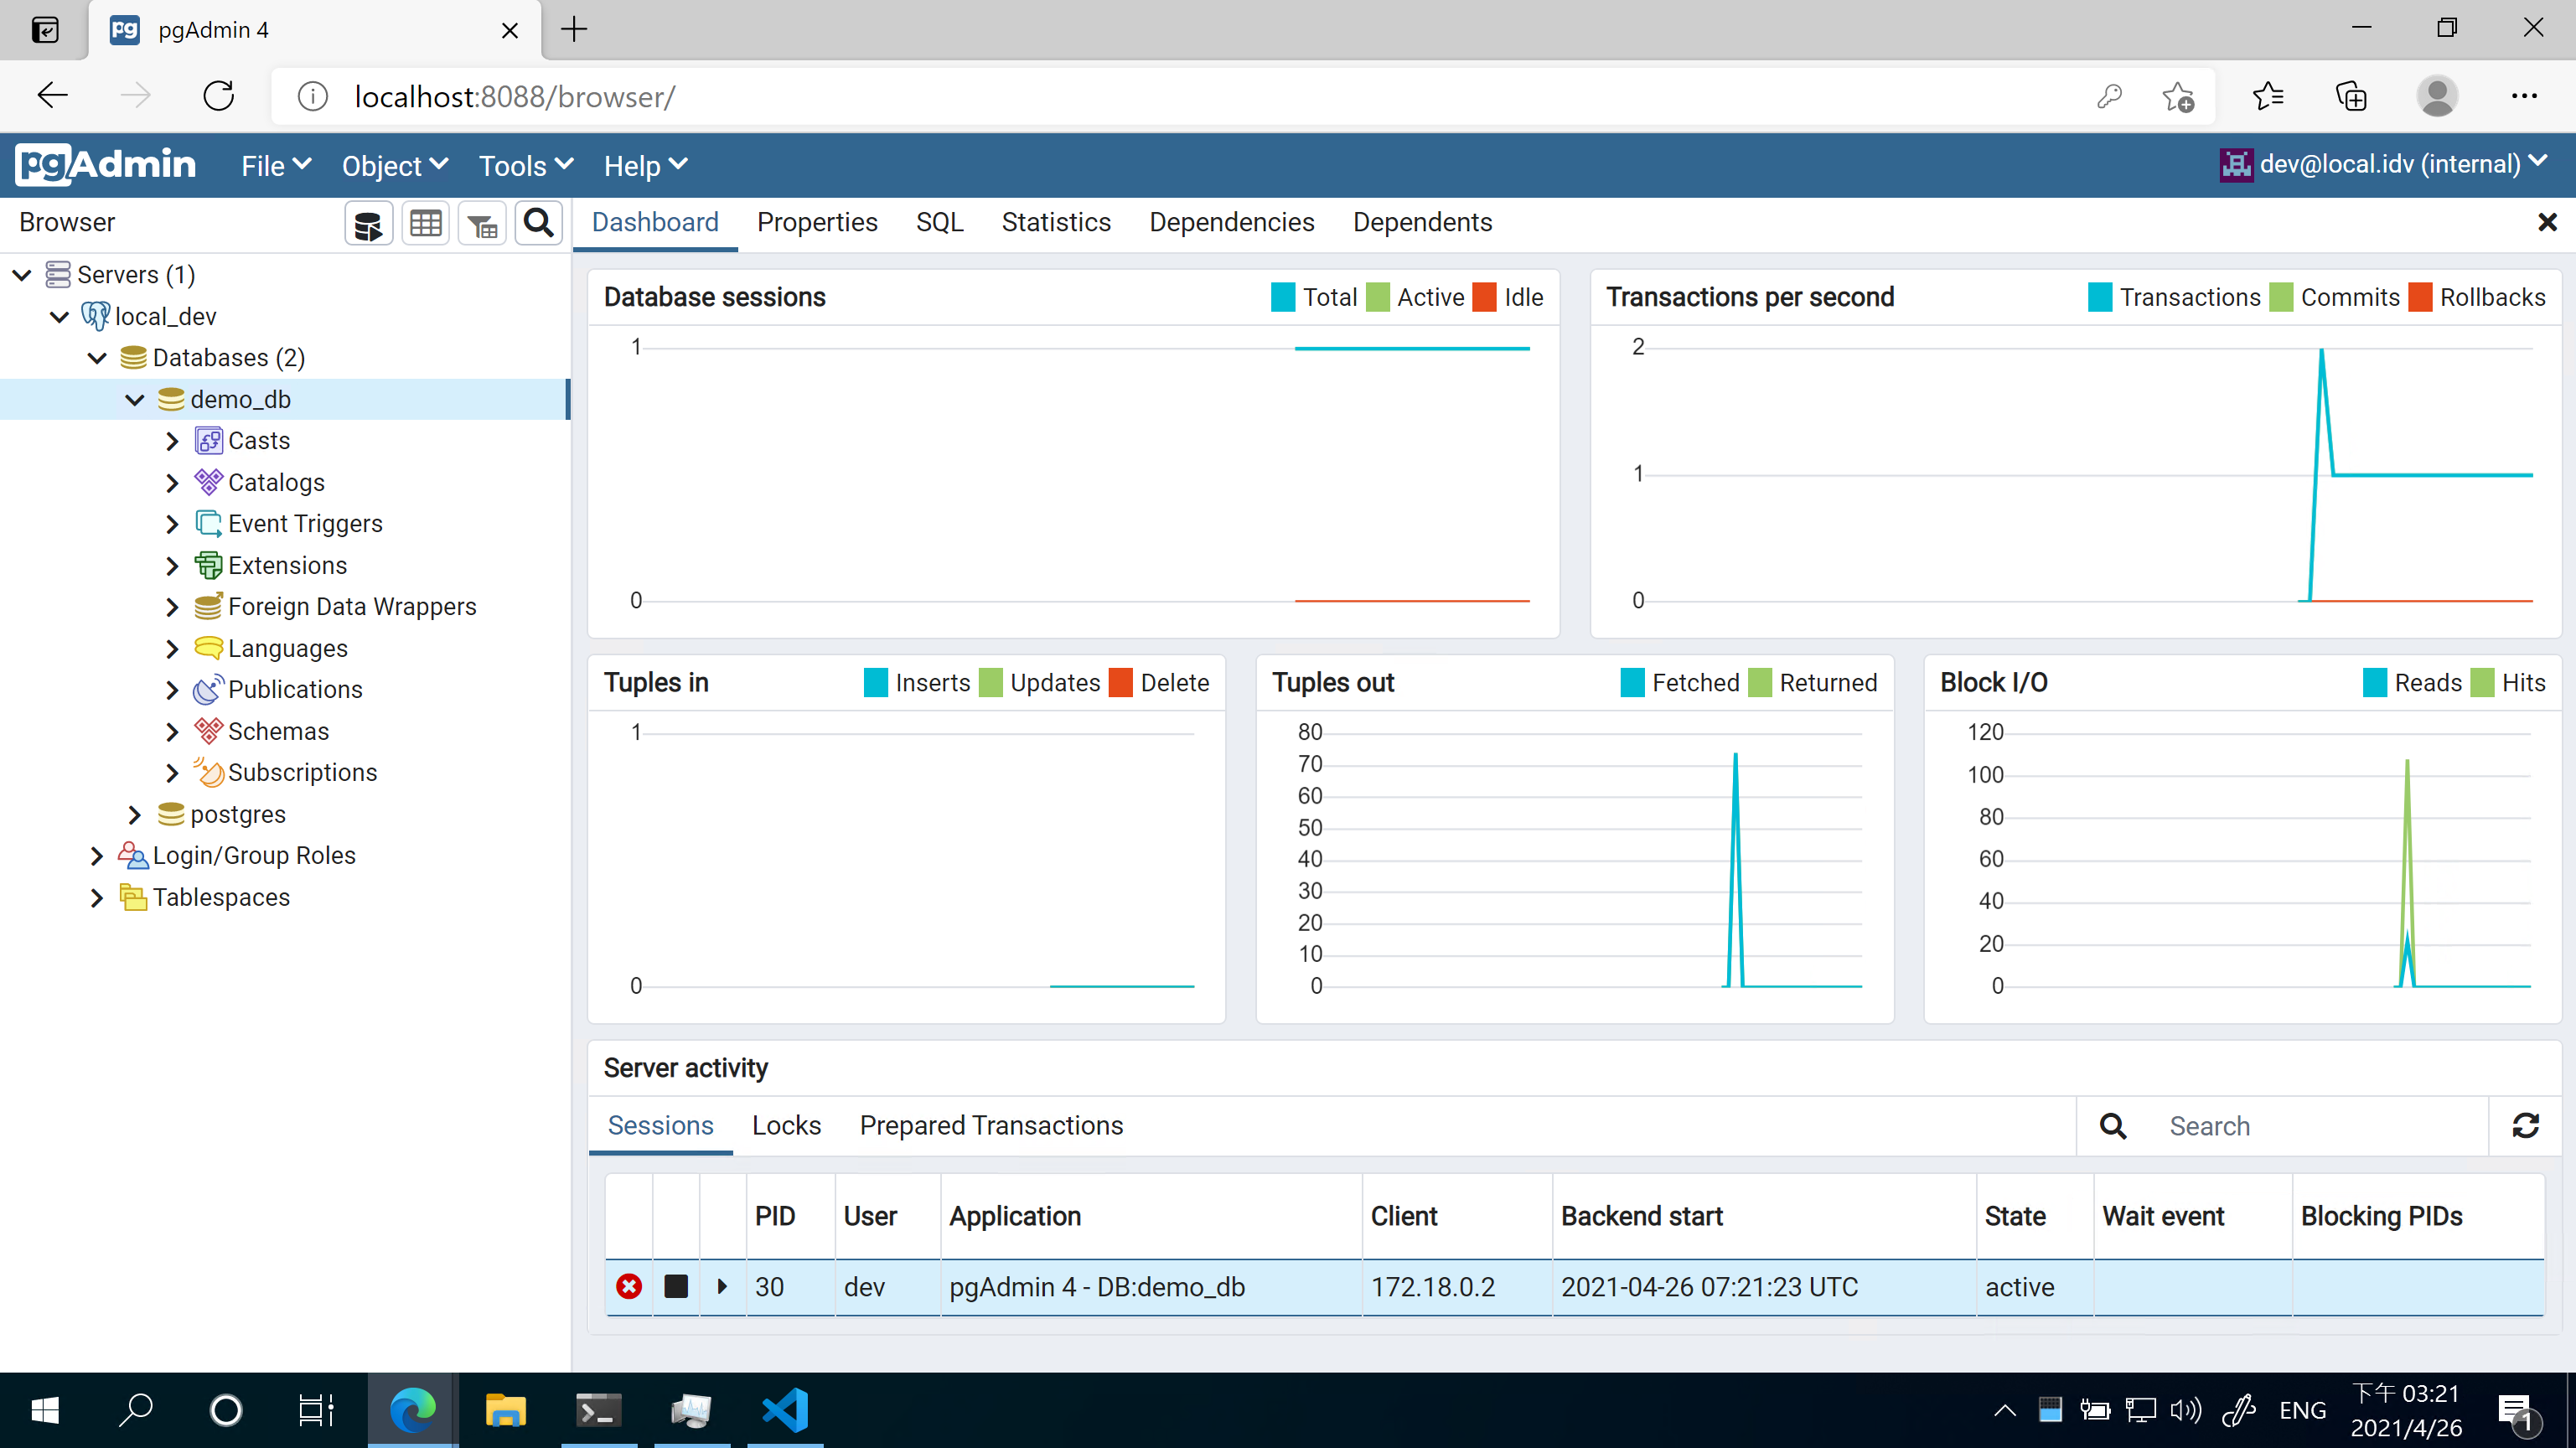 pgAdmin 4
localhost:8088/browser/
pgAdmin File Object Tools Help dev@local.idv (internal)
Browser
Dashboard Properties SQL Statistics Dependencies Dependents
Servers (1)
local_dev
Databases (2)
demo_db
Casts
Catalogs
Event Triggers
Extensions
Foreign Data Wrappers
Languages
Publications
Schemas
Subscriptions
postgres
Login/Group Roles
Tablespaces
Database sessions Total Active Idle
1
0
Transactions per second Transactions Commits Rollbacks
2
1
0
Tuples in Inserts Updates Delete
1
0
Tuples out Fetched Returned
80
70
60
50
40
30
20
10
0
Block I/O Reads Hits
120
100
80
60
40
20
0
Server activity
Sessions Locks Prepared Transactions Search
PID User Application Client Backend start State Wait event Blocking PIDs
30 dev pgAdmin 4 - DB:demo_db 172.18.0.2 2021-04-26 07:21:23 UTC active
ENG
下午 03:21
2021/4/26
1